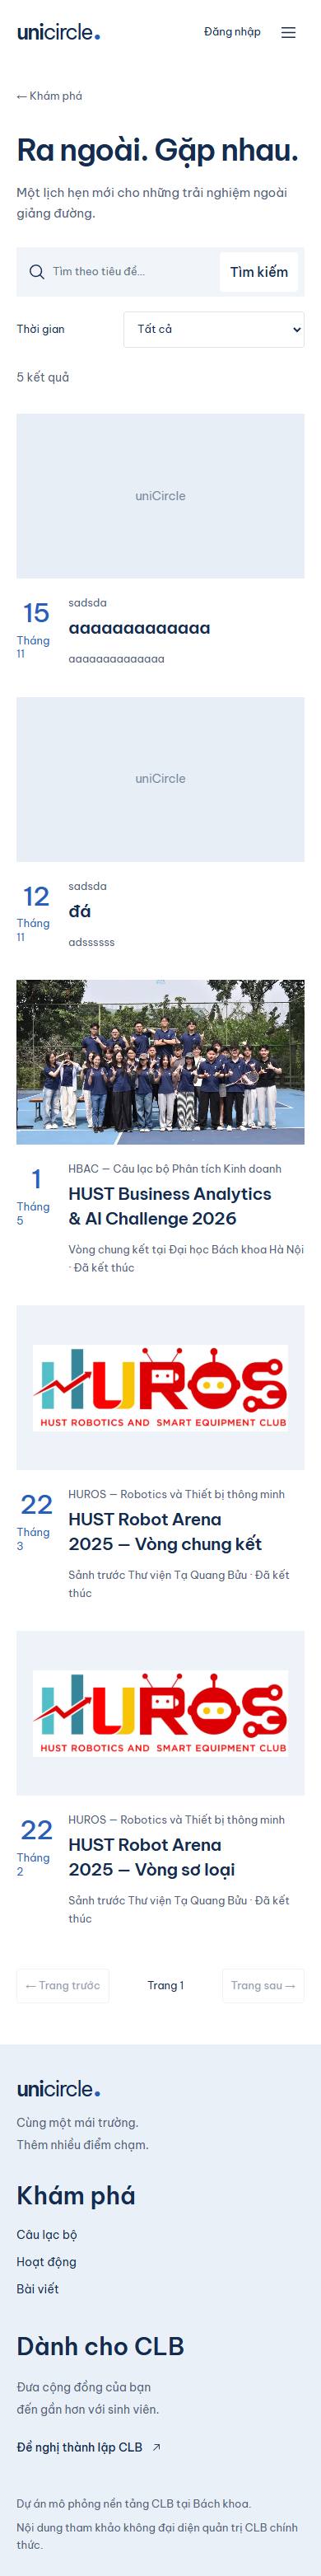 unicircle.
Đăng nhập
← Khám phá
Ra ngoài. Gặp nhau.
Một lịch hẹn mới cho những trải nghiệm ngoài
giảng đường.
Tìm theo tiêu đề...
Tìm kiếm
Thời gian
Tất cả
5 kết quả
uniCircle
15
Tháng
11
sadsda
aaaaaaaaaaaaa
aaaaaaaaaaaaaa
uniCircle
12
Tháng
11
sadsda
đá
adssssss
1
Tháng
5
HBAC — Câu lạc bộ Phân tích Kinh doanh
HUST Business Analytics
& AI Challenge 2026
Vòng chung kết tại Đại học Bách khoa Hà Nội
· Đã kết thúc
HUROS
HUST ROBOTICS AND SMART EQUIPMENT CLUB
22
Tháng
3
HUROS — Robotics và Thiết bị thông minh
HUST Robot Arena
2025 — Vòng chung kết
Sảnh trước Thư viện Tạ Quang Bửu · Đã kết
thúc
HUROS
HUST ROBOTICS AND SMART EQUIPMENT CLUB
22
Tháng
2
HUROS — Robotics và Thiết bị thông minh
HUST Robot Arena
2025 — Vòng sơ loại
Sảnh trước Thư viện Tạ Quang Bửu · Đã kết
thúc
← Trang trước
Trang 1
Trang sau →
unicircle.
Cùng một mái trường.
Thêm nhiều điểm chạm.
Khám phá
Câu lạc bộ
Hoạt động
Bài viết
Dành cho CLB
Đưa cộng đồng của bạn
đến gần hơn với sinh viên.
Đề nghị thành lập CLB ↗
Dự án mô phỏng nền tảng CLB tại Bách khoa.
Nội dung tham khảo không đại diện quản trị CLB chính
thức.